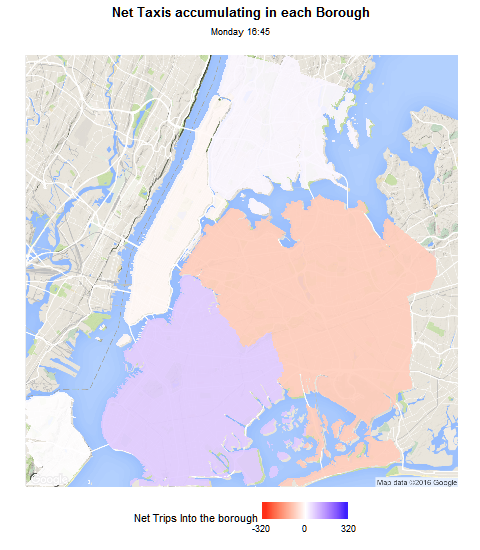 Net Taxis accumulating in each Borough
Monday 16:45
Map data ©2016 Google
Net Trips Into the borough
-320 0 320